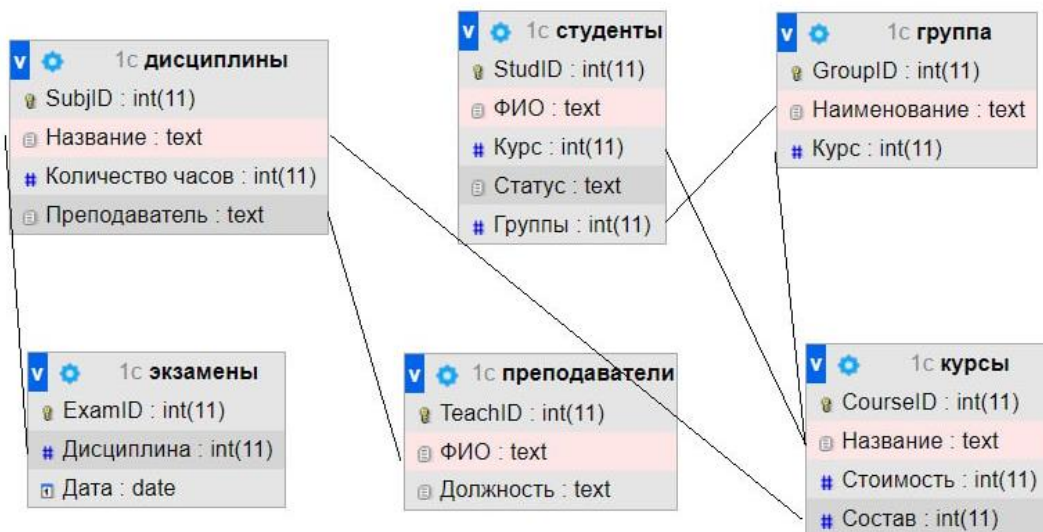 v 1c дисциплины
SubjID : int(11)
Название : text
# Количество часов : int(11)
Преподаватель : text
v 1c студенты
StudID : int(11)
ФИО : text
# Курс : int(11)
Статус : text
# Группы : int(11)
v 1c группа
GroupID : int(11)
Наименование : text
# Курс : int(11)
v 1c экзамены
ExamID : int(11)
# Дисциплина : int(11)
Дата : date
v 1c преподаватели
TeachID : int(11)
ФИО : text
Должность : text
v 1c курсы
CourseID : int(11)
Название : text
# Стоимость : int(11)
# Состав : int(11)